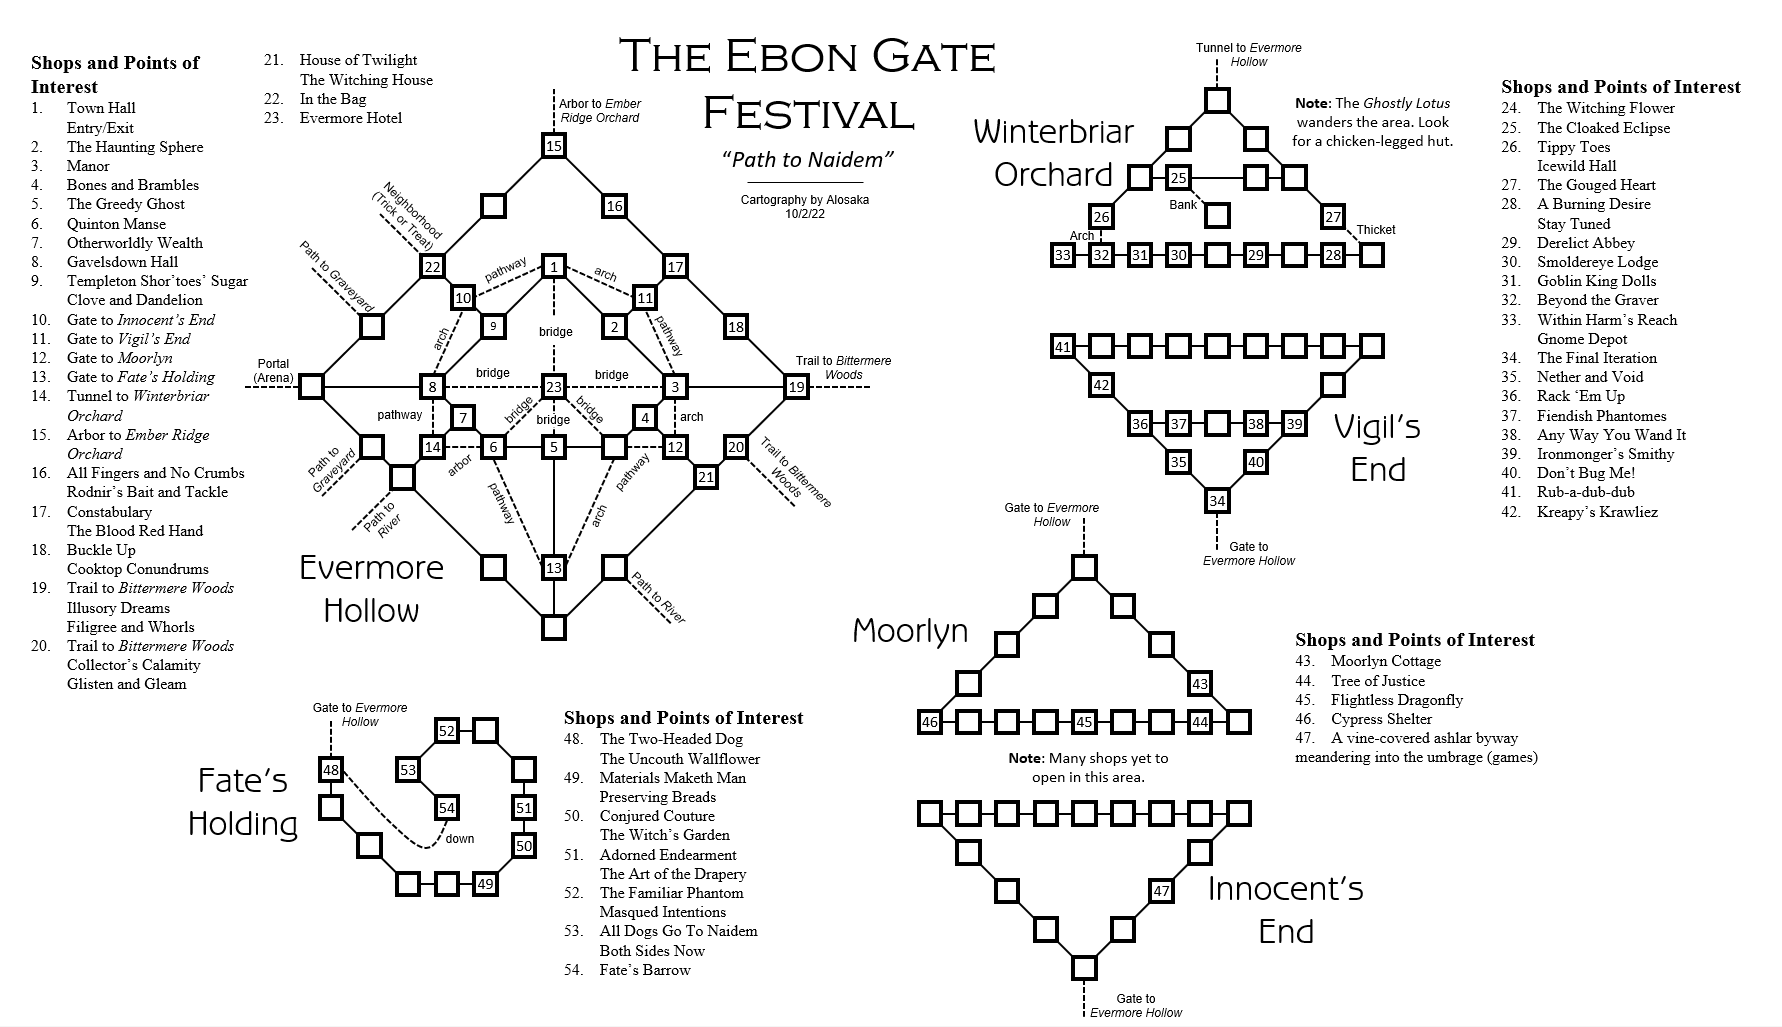 THE EBON GATE
FESTIVAL
“Path to Naidem”
Cartography by Alosaka
10/2/22
Shops and Points of
Interest
1. Town Hall
Entry/Exit
2. The Haunting Sphere
3. Manor
4. Bones and Brambles
5. The Greedy Ghost
6. Quinton Manse
7. Otherworldly Wealth
8. Gavelsdown Hall
9. Templeton Shor’toes’ Sugar
Clove and Dandelion
10. Gate to Innocent’s End
11. Gate to Vigil’s End
12. Gate to Moorlyn
13. Gate to Fate’s Holding
14. Tunnel to Winterbriar
Orchard
15. Arbor to Ember Ridge
Orchard
16. All Fingers and No Crumbs
Rodnir’s Bait and Tackle
17. Constabulary
The Blood Red Hand
18. Buckle Up
Cooktop Conundrums
19. Trail to Bittermere Woods
Illusory Dreams
Filigree and Whorls
20. Trail to Bittermere Woods
Collector’s Calamity
Glisten and Gleam
21. House of Twilight
The Witching House
22. In the Bag
23. Evermore Hotel
Arbor to Ember
Ridge Orchard
15
Neighborhood
(Trick or Treat)
16
Path to Graveyard
22
pathway
1
arch
17
10
11
9
bridge
2
18
arch
pathway
Portal
(Arena)
bridge
bridge
Trail to Bittermere
Woods
8
23
3
19
pathway
7
bridge
bridge
bridge
4
arch
14
6
5
12
20
Path to
Graveyard
arbor
pathway
21
Trail to Bittermere
Woods
Path to
River
pathway
arch
Evermore
Hollow
13
Path to River
Tunnel to Evermore
Hollow
Winterbriar
Orchard
Note: The Ghostly Lotus
wanders the area. Look
for a chicken-legged hut.
25
Bank
26
27
Arch
Thicket
33
32
31
30
29
28
Shops and Points of Interest
24. The Witching Flower
25. The Cloaked Eclipse
26. Tippy Toes
Icewild Hall
27. The Gouged Heart
28. A Burning Desire
Stay Tuned
29. Derelict Abbey
30. Smoldereye Lodge
31. Goblin King Dolls
32. Beyond the Graver
33. Within Harm’s Reach
Gnome Depot
34. The Final Iteration
35. Nether and Void
36. Rack ‘Em Up
37. Fiendish Phantomes
38. Any Way You Wand It
39. Ironmonger’s Smithy
40. Don’t Bug Me!
41. Rub-a-dub-dub
42. Kreapy’s Krawliez
41
42
36
37
38
39
35
40
34
Vigil’s
End
Gate to
Evermore Hollow
Gate to Evermore
Hollow
Moorlyn
43
46
45
44
Note: Many shops yet to
open in this area.
Shops and Points of Interest
43. Moorlyn Cottage
44. Tree of Justice
45. Flightless Dragonfly
46. Cypress Shelter
47. A vine-covered ashlar byway
meandering into the umbrage (games)
47
Innocent’s
End
Gate to
Evermore Hollow
Gate to Evermore
Hollow
Fate’s
Holding
52
48
53
54
51
down
50
49
Shops and Points of Interest
48. The Two-Headed Dog
The Uncouth Wallflower
49. Materials Maketh Man
Preserving Breads
50. Conjured Couture
The Witch’s Garden
51. Adorned Endearment
The Art of the Drapery
52. The Familiar Phantom
Masqued Intentions
53. All Dogs Go To Naidem
Both Sides Now
54. Fate’s Barrow